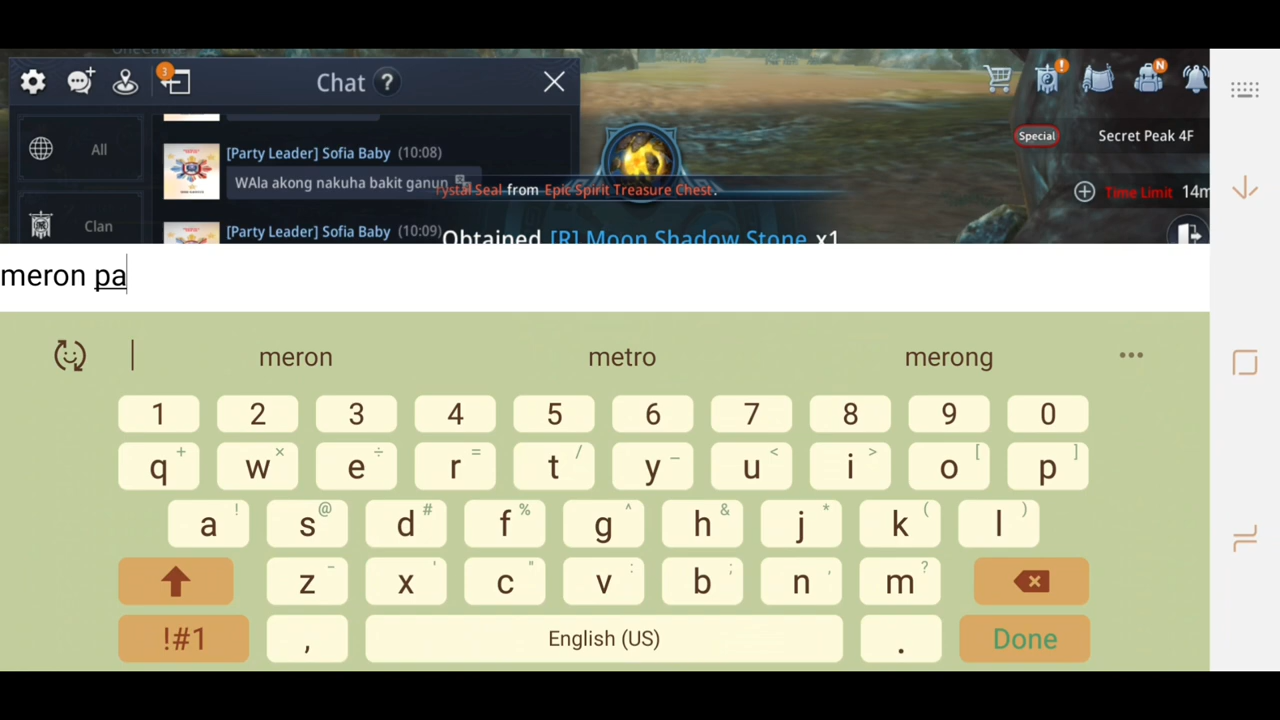 3
Chat ?
All
[Party Leader] Sofia Baby (10:08)
WAla akong nakuha bakit ganun
Clan
[Party Leader] Sofia Baby (10:09)
rystal Seal from Epic Spirit Treasure Chest.
Obtained [R] Moon Shadow Stone x1
!
N
Special Secret Peak 4F
Time Limit 14m
meron pa
meron metro merong
1 2 3 4 5 6 7 8 9 0
q + w × e ÷ r = t / y _ u < i > o [ p ]
a ! s @ d # f % g ^ h & j * k ( l )
z - x ' c " v : b ; n , m ?
!#1 , English (US) . Done